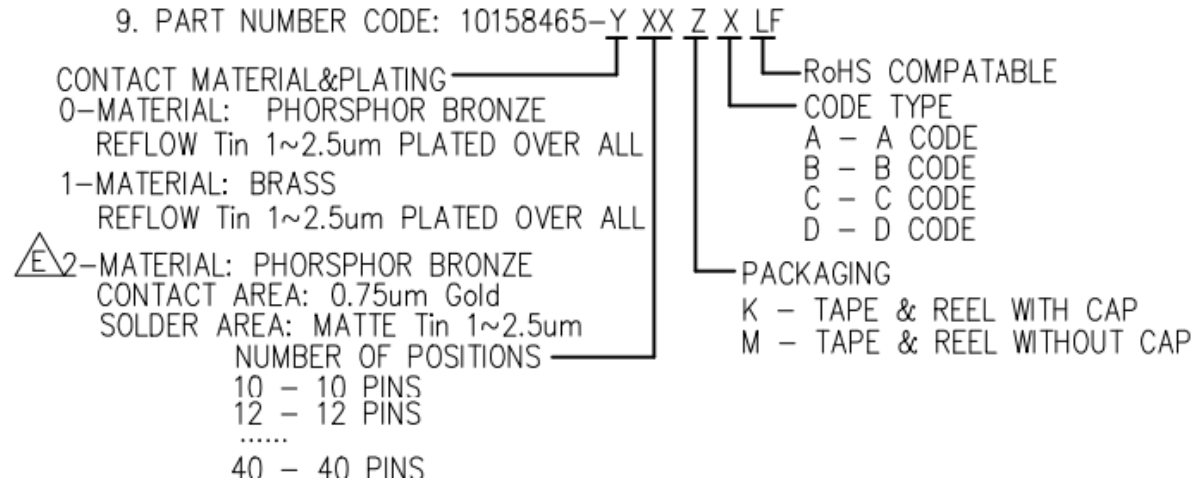 9. PART NUMBER CODE: 10158465-Y XX Z X LF
CONTACT MATERIAL&PLATING
0-MATERIAL: PHORSPHOR BRONZE
REFLOW Tin 1~2.5um PLATED OVER ALL
1-MATERIAL: BRASS
REFLOW Tin 1~2.5um PLATED OVER ALL
E 2-MATERIAL: PHORSPHOR BRONZE
CONTACT AREA: 0.75um Gold
SOLDER AREA: MATTE Tin 1~2.5um
NUMBER OF POSITIONS
10 - 10 PINS
12 - 12 PINS
......
40 - 40 PINS
RoHS COMPATABLE
CODE TYPE
A - A CODE
B - B CODE
C - C CODE
D - D CODE
PACKAGING
K - TAPE & REEL WITH CAP
M - TAPE & REEL WITHOUT CAP